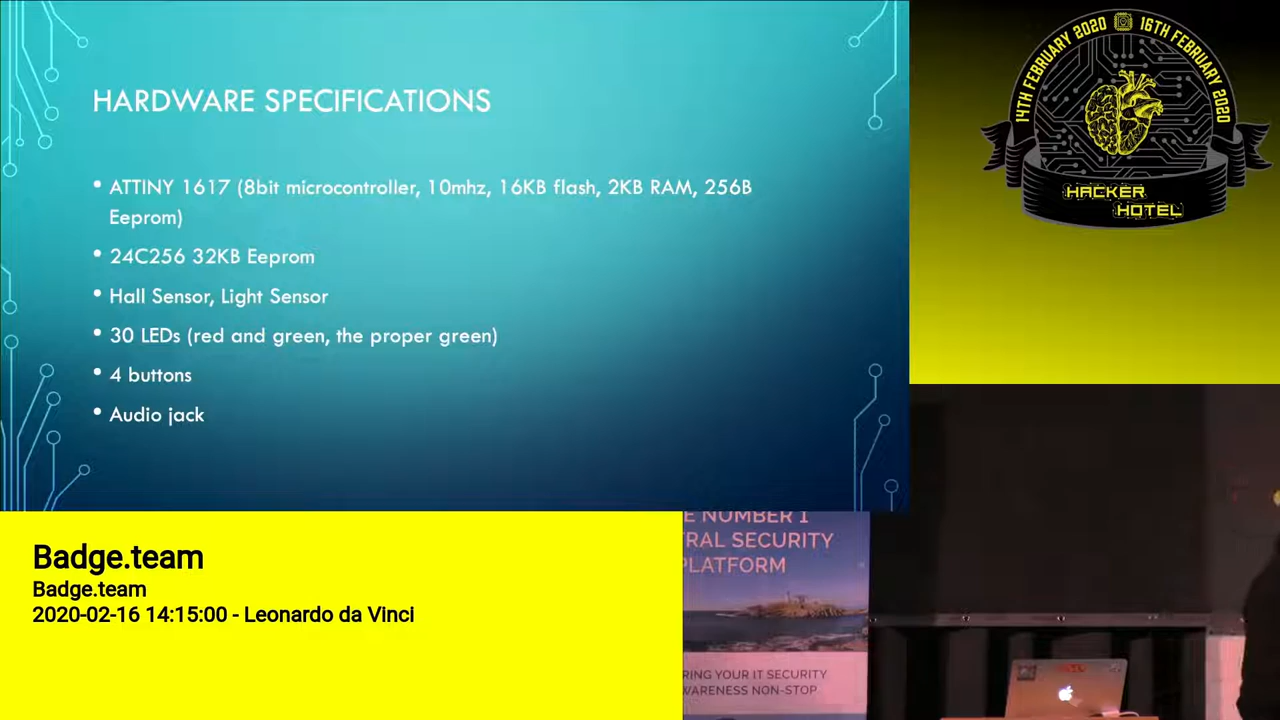 HARDWARE SPECIFICATIONS
• ATTINY 1617 (8bit microcontroller, 10mhz, 16KB flash, 2KB RAM, 256B
Eeprom)
• 24C256 32KB Eeprom
• Hall Sensor, Light Sensor
• 30 LEDs (red and green, the proper green)
• 4 buttons
• Audio jack
14TH FEBRUARY 2020
16TH FEBRUARY 2020
HACKER
HOTEL
Badge.team
Badge.team
2020-02-16 14:15:00 - Leonardo da Vinci
E NUMBER 1
TRAL SECURITY
PLATFORM
RING YOUR IT SECURITY
WARENESS NON-STOP